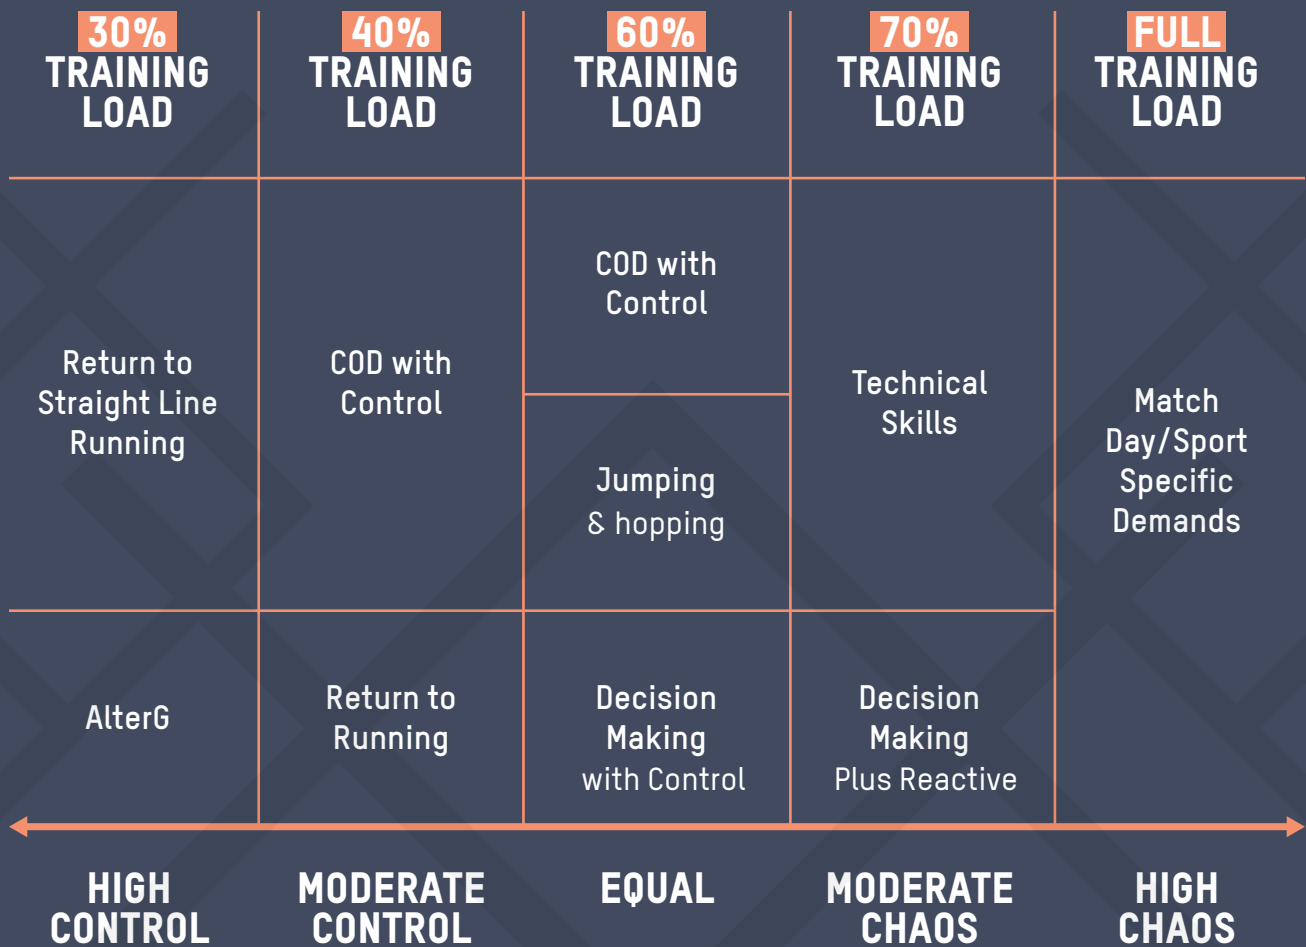 30%
TRAINING
LOAD
40%
TRAINING
LOAD
60%
TRAINING
LOAD
70%
TRAINING
LOAD
FULL
TRAINING
LOAD
Return to
Straight Line
Running
COD with
Control
COD with
Control
Jumping
& hopping
Technical
Skills
Match
Day/Sport
Specific
Demands
AlterG
Return to
Running
Decision
Making
with Control
Decision
Making
Plus Reactive
HIGH
CONTROL
MODERATE
CONTROL
EQUAL
MODERATE
CHAOS
HIGH
CHAOS